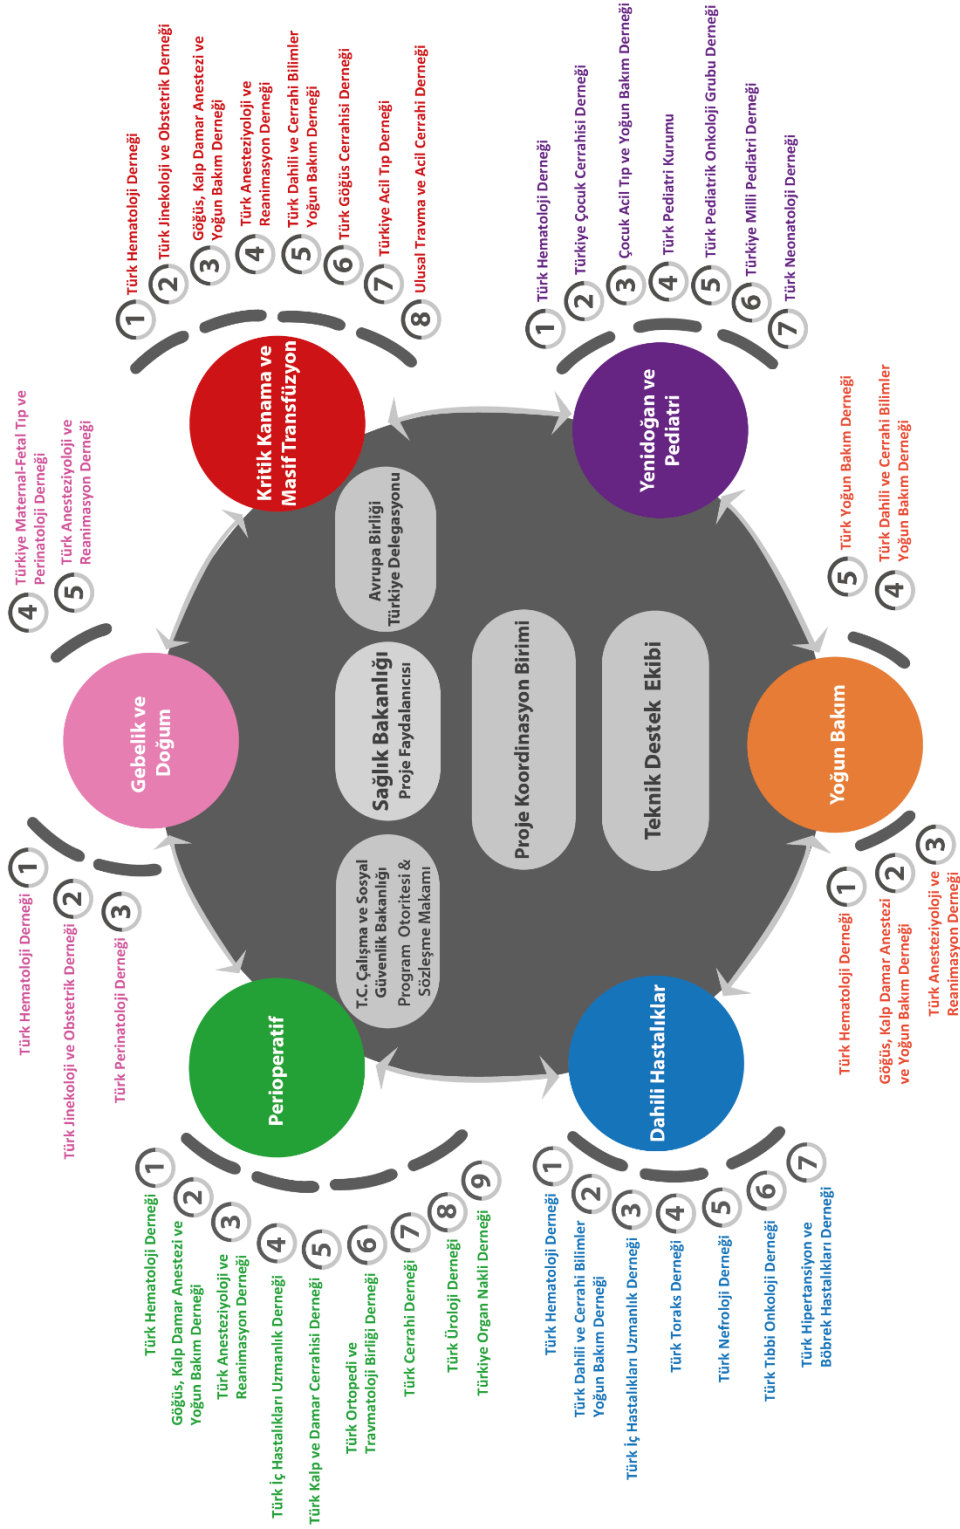 Türk Hematoloji Derneği
1
Türk Jinekoloji ve Obstetrik Derneği
2
Türk Perinatoloji Derneği
3
4
Türkiye Maternal-Fetal Tıp ve
Perinatoloji Derneği
5
Türk Anesteziyoloji ve
Reanimasyon Derneği
Gebelik ve
Doğum
1
Türk Hematoloji Derneği
2
Türk Jinekoloji ve Obstetrik Derneği
3
Göğüs, Kalp Damar Anestezi ve
Yoğun Bakım Derneği
4
Türk Anesteziyoloji ve
Reanimasyon Derneği
5
Türk Dahili ve Cerrahi Bilimler
Yoğun Bakım Derneği
6
Türk Göğüs Cerrahisi Derneği
7
Türkiye Acil Tıp Derneği
8
Ulusal Travma ve Acil Cerrahi Derneği
Kritik Kanama ve
Masif Transfüzyon
Türk Hematoloji Derneği
1
Göğüs, Kalp Damar Anestezi ve
Yoğun Bakım Derneği
2
Türk Anesteziyoloji ve
Reanimasyon Derneği
3
Türk İç Hastalıkları Uzmanlık Derneği
4
Türk Kalp ve Damar Cerrahisi Derneği
5
Türk Ortopedi ve
Travmatoloji Birliği Derneği
6
Türk Cerrahi Derneği
7
Türk Üroloji Derneği
8
Türkiye Organ Nakli Derneği
9
Perioperatif
T.C. Çalışma ve Sosyal
Güvenlik Bakanlığı
Program Otoritesi &
Sözleşme Makamı
Sağlık Bakanlığı
Proje Faydalanıcısı
Avrupa Birliği
Türkiye Delegasyonu
Proje Koordinasyon Birimi
Teknik Destek Ekibi
Türk Hematoloji Derneği
1
Türk Dahili ve Cerrahi Bilimler
Yoğun Bakım Derneği
2
Türk İç Hastalıkları Uzmanlık Derneği
3
Türk Toraks Derneği
4
Türk Nefroloji Derneği
5
Türk Tıbbi Onkoloji Derneği
6
Türk Hipertansiyon ve
Böbrek Hastalıkları Derneği
7
Dahili Hastalıklar
Yenidoğan ve
Pediatri
1
Türk Hematoloji Derneği
2
Türkiye Çocuk Cerrahisi Derneği
3
Çocuk Acil Tıp ve Yoğun Bakım Derneği
4
Türk Pediatri Kurumu
5
Türk Pediatrik Onkoloji Grubu Derneği
6
Türkiye Milli Pediatri Derneği
7
Türk Neonatoloji Derneği
Yoğun Bakım
Türk Hematoloji Derneği
1
Göğüs, Kalp Damar Anestezi
ve Yoğun Bakım Derneği
2
Türk Anesteziyoloji ve
Reanimasyon Derneği
3
5
Türk Yoğun Bakım Derneği
4
Türk Dahili ve Cerrahi Bilimler
Yoğun Bakım Derneği